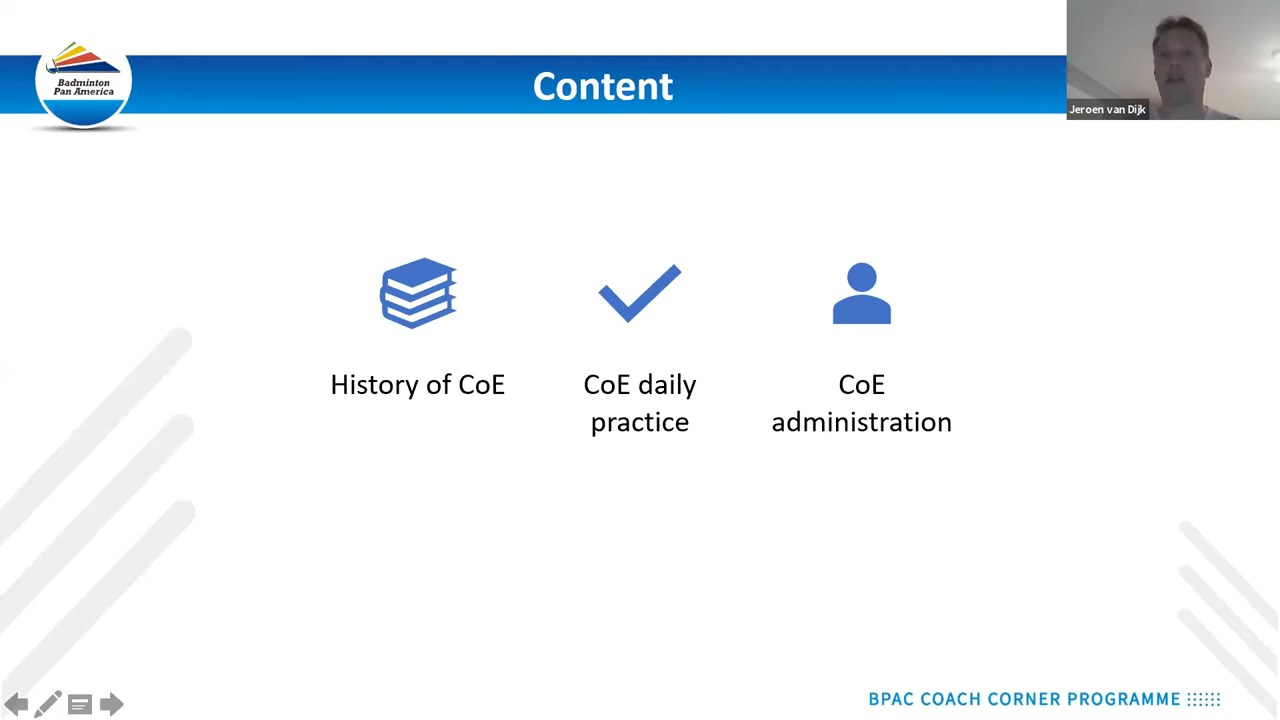 Badminton
Pan America
Content
Jeroen van Dijk
History of CoE
CoE daily
practice
CoE
administration
BPAC COACH CORNER PROGRAMME